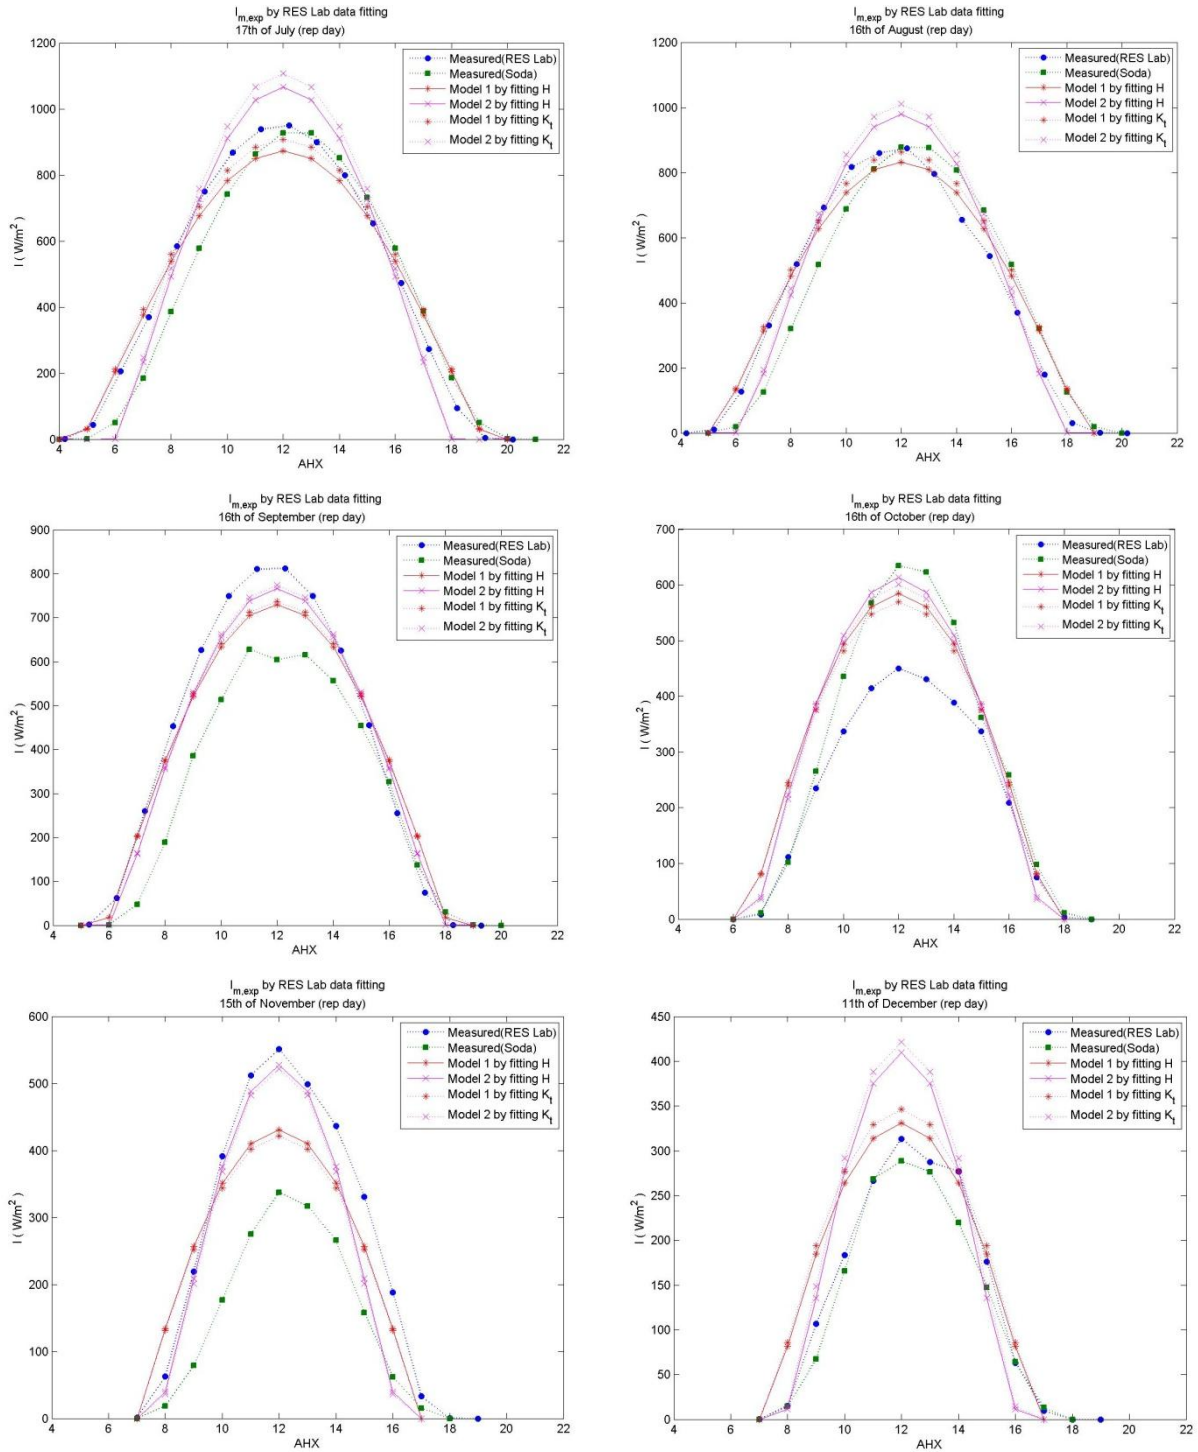 I_m,exp by RES Lab data fitting
17th of July (rep day)
1200
1000
800
600
400
200
0
I ( W/m²)
4 6 8 10 12 14 16 18 20 22
AHX
Measured(RES Lab)
Measured(Soda)
Model 1 by fitting H
Model 2 by fitting H
Model 1 by fitting K_t
Model 2 by fitting K_t
I_m,exp by RES Lab data fitting
16th of August (rep day)
1200
1000
800
600
400
200
0
I ( W/m²)
4 6 8 10 12 14 16 18 20 22
AHX
Measured(RES Lab)
Measured(Soda)
Model 1 by fitting H
Model 2 by fitting H
Model 1 by fitting K_t
Model 2 by fitting K_t
I_m,exp by RES Lab data fitting
16th of September (rep day)
900
800
700
600
500
400
300
200
100
0
I ( W/m²)
4 6 8 10 12 14 16 18 20 22
AHX
Measured(RES Lab)
Measured(Soda)
Model 1 by fitting H
Model 2 by fitting H
Model 1 by fitting K_t
Model 2 by fitting K_t
I_m,exp by RES Lab data fitting
16th of October (rep day)
700
600
500
400
300
200
100
0
I ( W/m²)
4 6 8 10 12 14 16 18 20 22
AHX
Measured(RES Lab)
Measured(Soda)
Model 1 by fitting H
Model 2 by fitting H
Model 1 by fitting K_t
Model 2 by fitting K_t
I_m,exp by RES Lab data fitting
15th of November (rep day)
600
500
400
300
200
100
0
I ( W/m²)
4 6 8 10 12 14 16 18 20 22
AHX
Measured(RES Lab)
Measured(Soda)
Model 1 by fitting H
Model 2 by fitting H
Model 1 by fitting K_t
Model 2 by fitting K_t
I_m,exp by RES Lab data fitting
11th of December (rep day)
450
400
350
300
250
200
150
100
50
0
I ( W/m²)
4 6 8 10 12 14 16 18 20 22
AHX
Measured(RES Lab)
Measured(Soda)
Model 1 by fitting H
Model 2 by fitting H
Model 1 by fitting K_t
Model 2 by fitting K_t